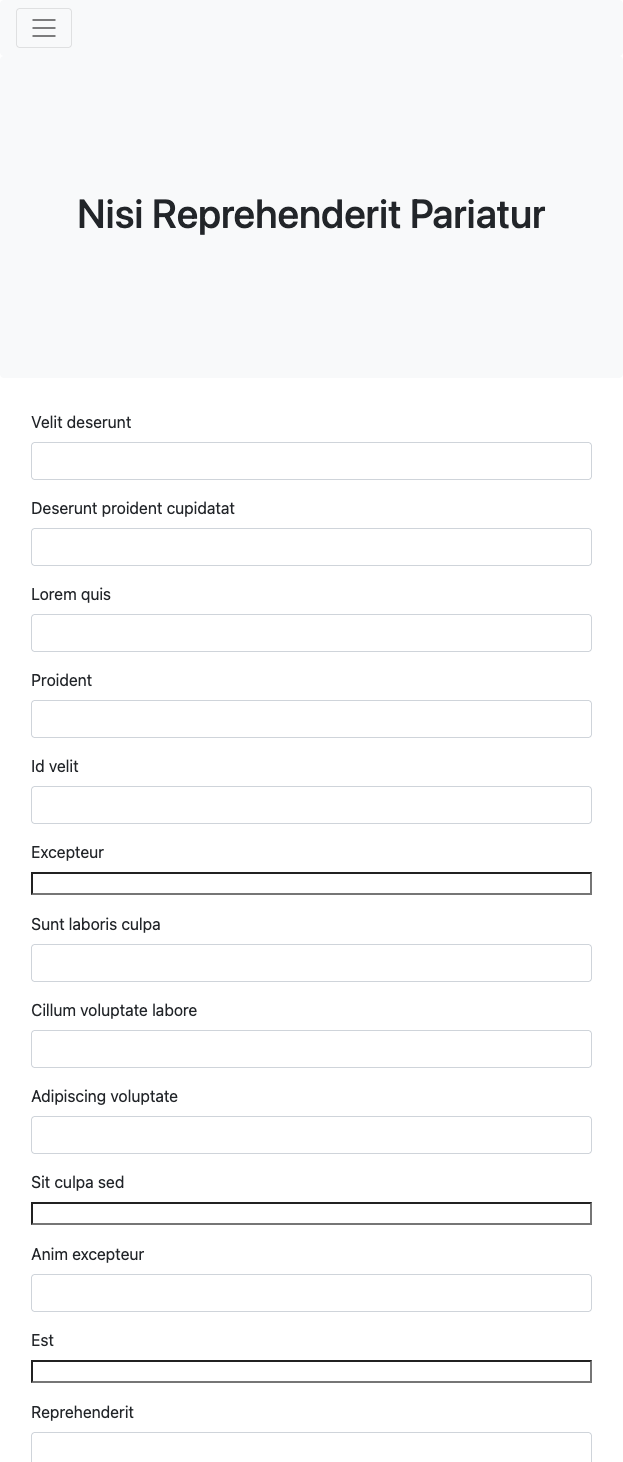 Nisi Reprehenderit Pariatur
Velit deserunt
Deserunt proident cupidatat
Lorem quis
Proident
Id velit
Excepteur
Sunt laboris culpa
Cillum voluptate labore
Adipiscing voluptate
Sit culpa sed
Anim excepteur
Est
Reprehenderit